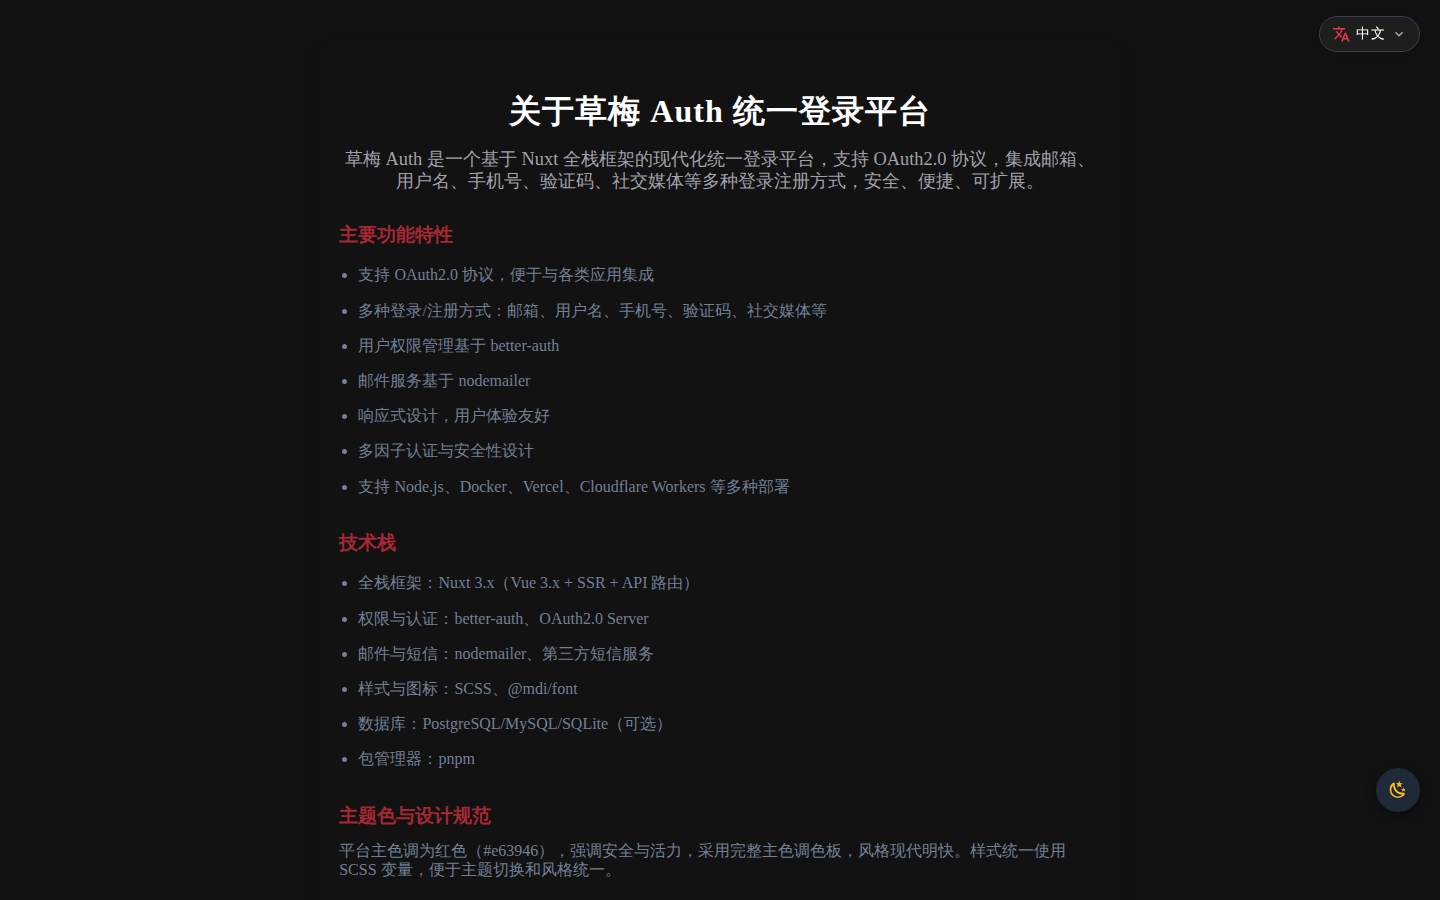 中文
关于草梅 Auth 统一登录平台
草梅 Auth 是一个基于 Nuxt 全栈框架的现代化统一登录平台，支持 OAuth2.0 协议，集成邮箱、
用户名、手机号、验证码、社交媒体等多种登录注册方式，安全、便捷、可扩展。
主要功能特性
支持 OAuth2.0 协议，便于与各类应用集成
多种登录/注册方式：邮箱、用户名、手机号、验证码、社交媒体等
用户权限管理基于 better-auth
邮件服务基于 nodemailer
响应式设计，用户体验友好
多因子认证与安全性设计
支持 Node.js、Docker、Vercel、Cloudflare Workers 等多种部署
技术栈
全栈框架：Nuxt 3.x（Vue 3.x + SSR + API 路由）
权限与认证：better-auth、OAuth2.0 Server
邮件与短信：nodemailer、第三方短信服务
样式与图标：SCSS、@mdi/font
数据库：PostgreSQL/MySQL/SQLite（可选）
包管理器：pnpm
主题色与设计规范
平台主色调为红色（#e63946），强调安全与活力，采用完整主色调色板，风格现代明快。样式统一使用
SCSS 变量，便于主题切换和风格统一。